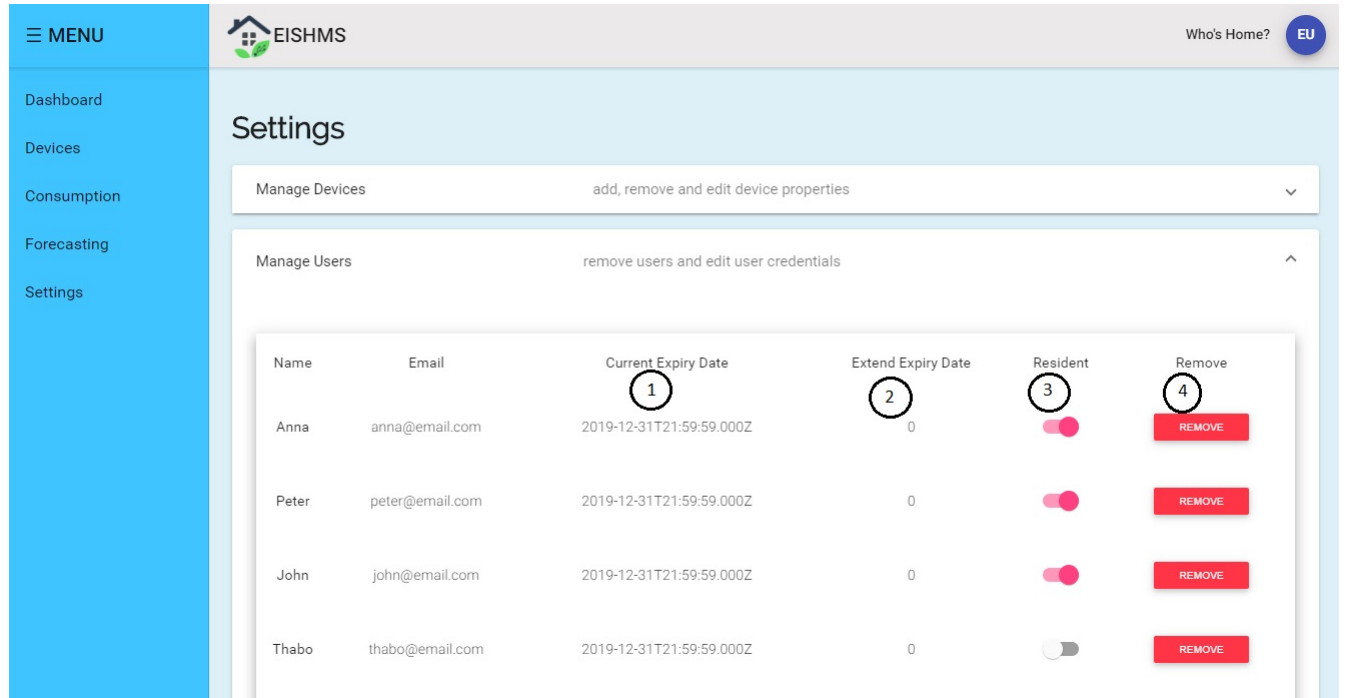 ☰ MENU
EISHMS
Who's Home?
EU
Dashboard
Devices
Consumption
Forecasting
Settings
Settings
Manage Devices add, remove and edit device properties
Manage Users remove users and edit user credentials
Name Email Current Expiry Date Extend Expiry Date Resident Remove
1 2 3 4
Anna anna@email.com 2019-12-31T21:59:59.000Z 0 REMOVE
Peter peter@email.com 2019-12-31T21:59:59.000Z 0 REMOVE
John john@email.com 2019-12-31T21:59:59.000Z 0 REMOVE
Thabo thabo@email.com 2019-12-31T21:59:59.000Z 0 REMOVE